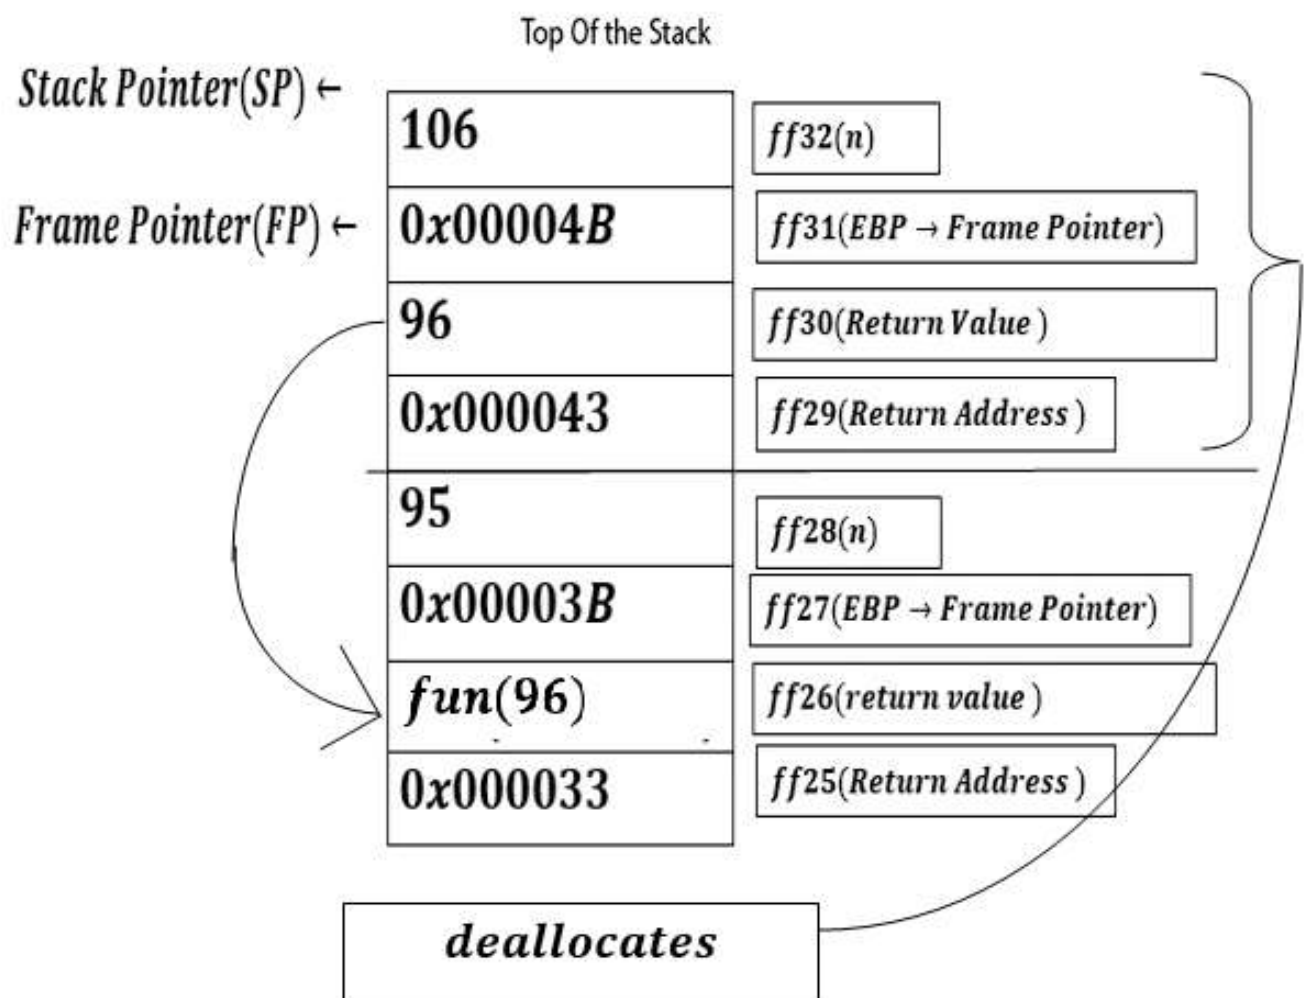 Top Of the Stack
Stack Pointer(SP) ←
106
ff32(n)
Frame Pointer(FP) ←
0x00004B
ff31(EBP → Frame Pointer)
96
ff30(Return Value )
0x000043
ff29(Return Address )
95
ff28(n)
0x00003B
ff27(EBP → Frame Pointer)
fun(96)
ff26(return value )
0x000033
ff25(Return Address )
deallocates